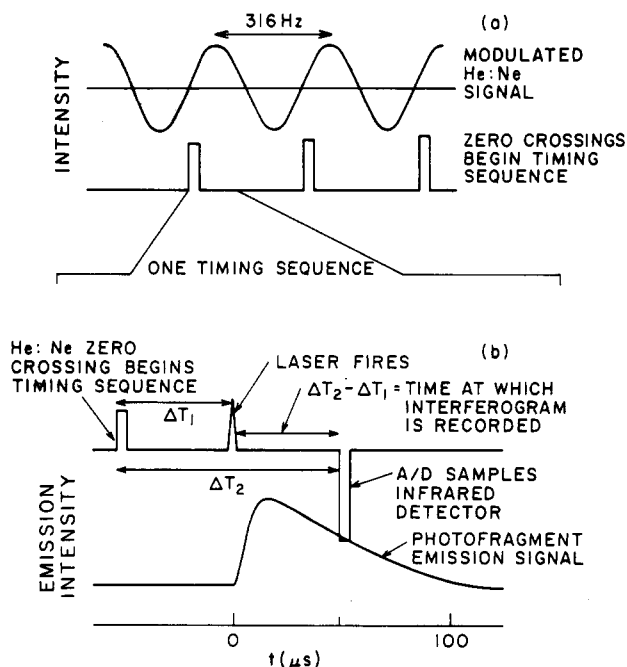 316 Hz
(a)
MODULATED
He:Ne
SIGNAL
INTENSITY
ZERO CROSSINGS
BEGIN TIMING
SEQUENCE
ONE TIMING SEQUENCE
(b)
He: Ne ZERO
CROSSING BEGINS
TIMING SEQUENCE
LASER FIRES
ΔT₁
ΔT₂-ΔT₁ = TIME AT WHICH
INTERFEROGRAM
IS RECORDED
ΔT₂
A/D SAMPLES
INFRARED
DETECTOR
PHOTOFRAGMENT
EMISSION SIGNAL
EMISSION
INTENSITY
0
100
t(μs)